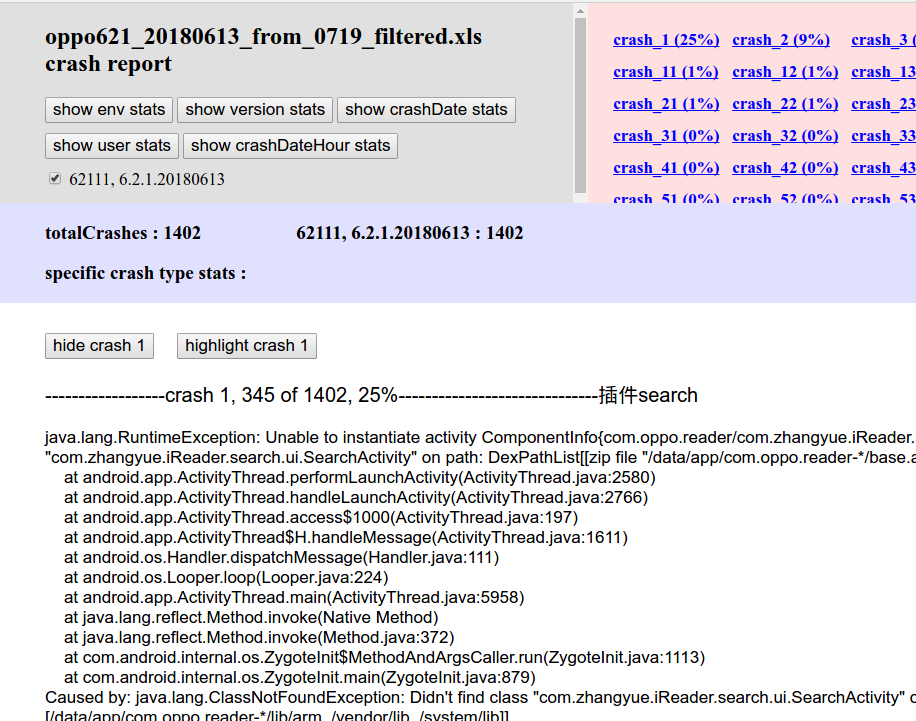 oppo621_20180613_from_0719_filtered.xls
crash report
show env stats show version stats show crashDate stats
show user stats show crashDateHour stats
62111, 6.2.1.20180613
crash_1 (25%) crash_2 (9%) crash_3 (
crash_11 (1%) crash_12 (1%) crash_13
crash_21 (1%) crash_22 (1%) crash_23
crash_31 (0%) crash_32 (0%) crash_33
crash_41 (0%) crash_42 (0%) crash_43
crash_51 (0%) crash_52 (0%) crash_53
totalCrashes : 1402 62111, 6.2.1.20180613 : 1402
specific crash type stats :
hide crash 1 highlight crash 1
------------------crash 1, 345 of 1402, 25%------------------------------插件search
java.lang.RuntimeException: Unable to instantiate activity ComponentInfo{com.oppo.reader/com.zhangyue.iReader.
"com.zhangyue.iReader.search.ui.SearchActivity" on path: DexPathList[[zip file "/data/app/com.oppo.reader-*/base.a
at android.app.ActivityThread.performLaunchActivity(ActivityThread.java:2580)
at android.app.ActivityThread.handleLaunchActivity(ActivityThread.java:2766)
at android.app.ActivityThread.access$1000(ActivityThread.java:197)
at android.app.ActivityThread$H.handleMessage(ActivityThread.java:1611)
at android.os.Handler.dispatchMessage(Handler.java:111)
at android.os.Looper.loop(Looper.java:224)
at android.app.ActivityThread.main(ActivityThread.java:5958)
at java.lang.reflect.Method.invoke(Native Method)
at java.lang.reflect.Method.invoke(Method.java:372)
at com.android.internal.os.ZygoteInit$MethodAndArgsCaller.run(ZygoteInit.java:1113)
at com.android.internal.os.ZygoteInit.main(ZygoteInit.java:879)
Caused by: java.lang.ClassNotFoundException: Didn't find class "com.zhangyue.iReader.search.ui.SearchActivity" o
[/data/app/com.oppo.reader-*/lib/arm, /vendor/lib, /system/lib]]